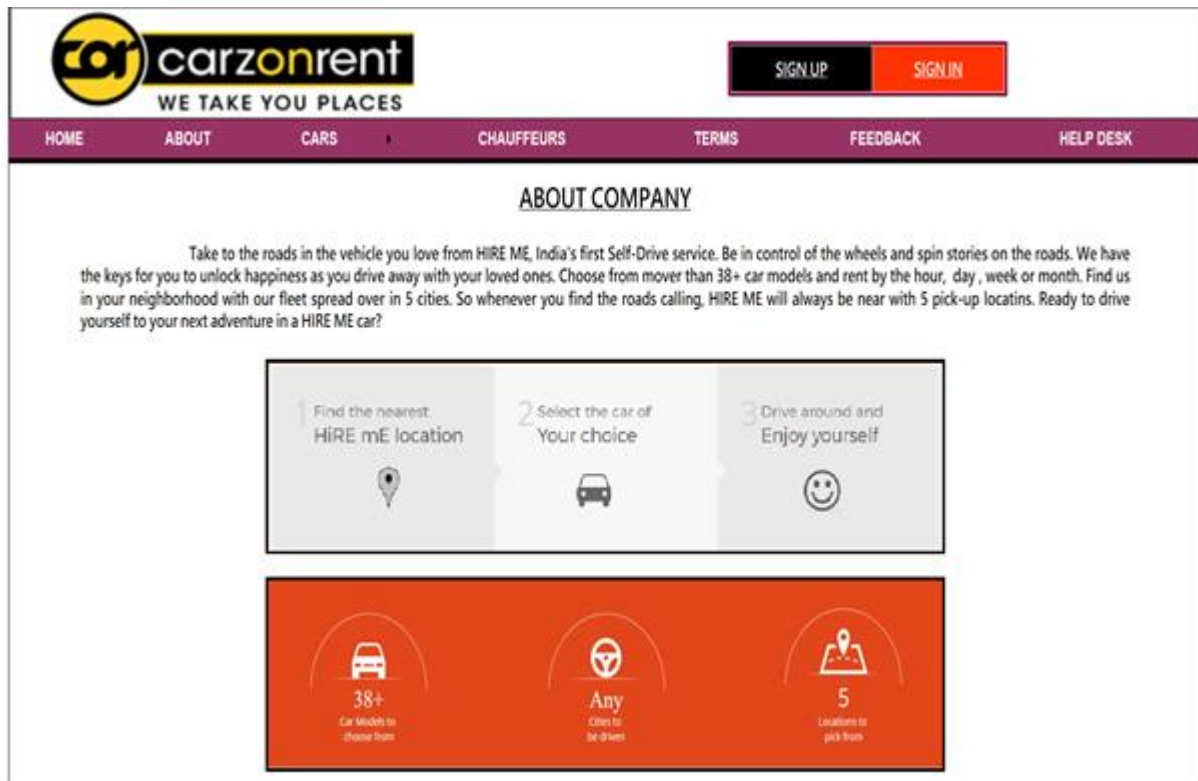 carzonrent
WE TAKE YOU PLACES
SIGN UP SIGN IN
HOME ABOUT CARS CHAUFFEURS TERMS FEEDBACK HELP DESK
ABOUT COMPANY
Take to the roads in the vehicle you love from HIRE ME, India's first Self-Drive service. Be in control of the wheels and spin stories on the roads. We have
the keys for you to unlock happiness as you drive away with your loved ones. Choose from mover than 38+ car models and rent by the hour, day , week or month. Find us
in your neighborhood with our fleet spread over in 5 cities. So whenever you find the roads calling, HIRE ME will always be near with 5 pick-up locatins. Ready to drive
yourself to your next adventure in a HIRE ME car?
1 Find the nearest
HiRE mE location
2 Select the car of
Your choice
3 Drive around and
Enjoy yourself
38+
Car Models to
choose from
Any
Cities to
be driven
5
Locations to
pick from